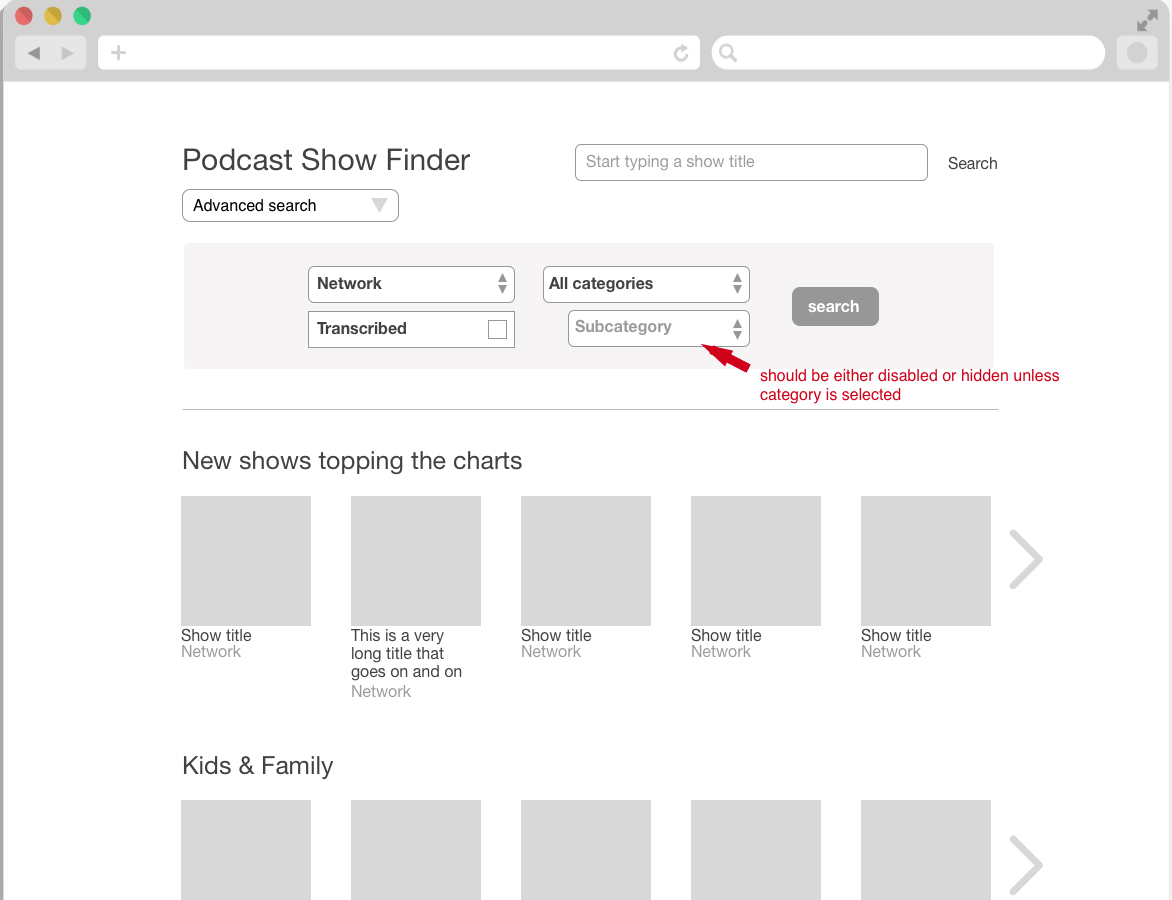 Podcast Show Finder
Start typing a show title
Search
Advanced search
Network
All categories
search
Transcribed
Subcategory
should be either disabled or hidden unless
category is selected
New shows topping the charts
Show title
Network
This is a very
long title that
goes on and on
Network
Show title
Network
Show title
Network
Show title
Network
Kids & Family